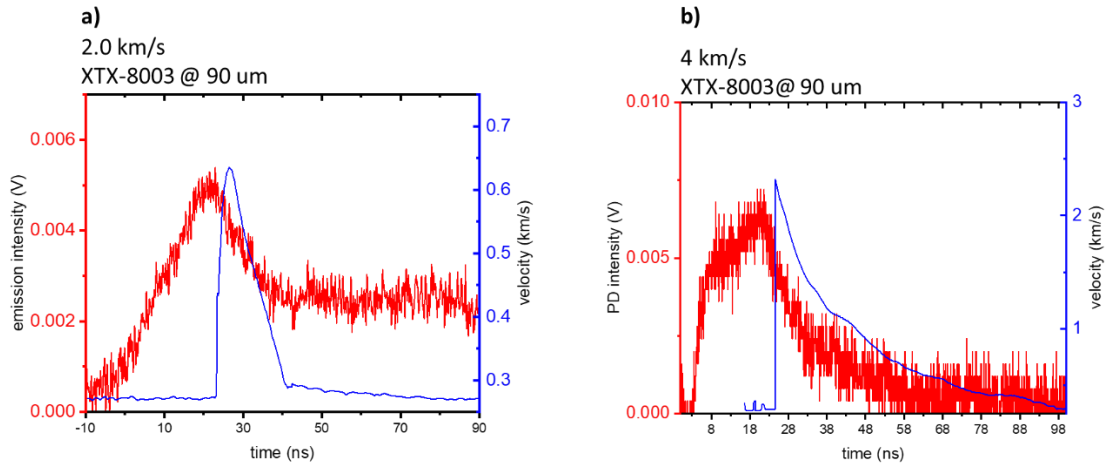 a)
2.0 km/s
XTX-8003 @ 90 um
0.006
0.004
0.002
0.000
emission intensity (V)
0.7
0.6
0.5
0.4
0.3
velocity (km/s)
-10 10 30 50 70 90
time (ns)
b)
4 km/s
XTX-8003@ 90 um
0.010
0.005
0.000
PD intensity (V)
3
2
1
velocity (km/s)
8 18 28 38 48 58 68 78 88 98
time (ns)